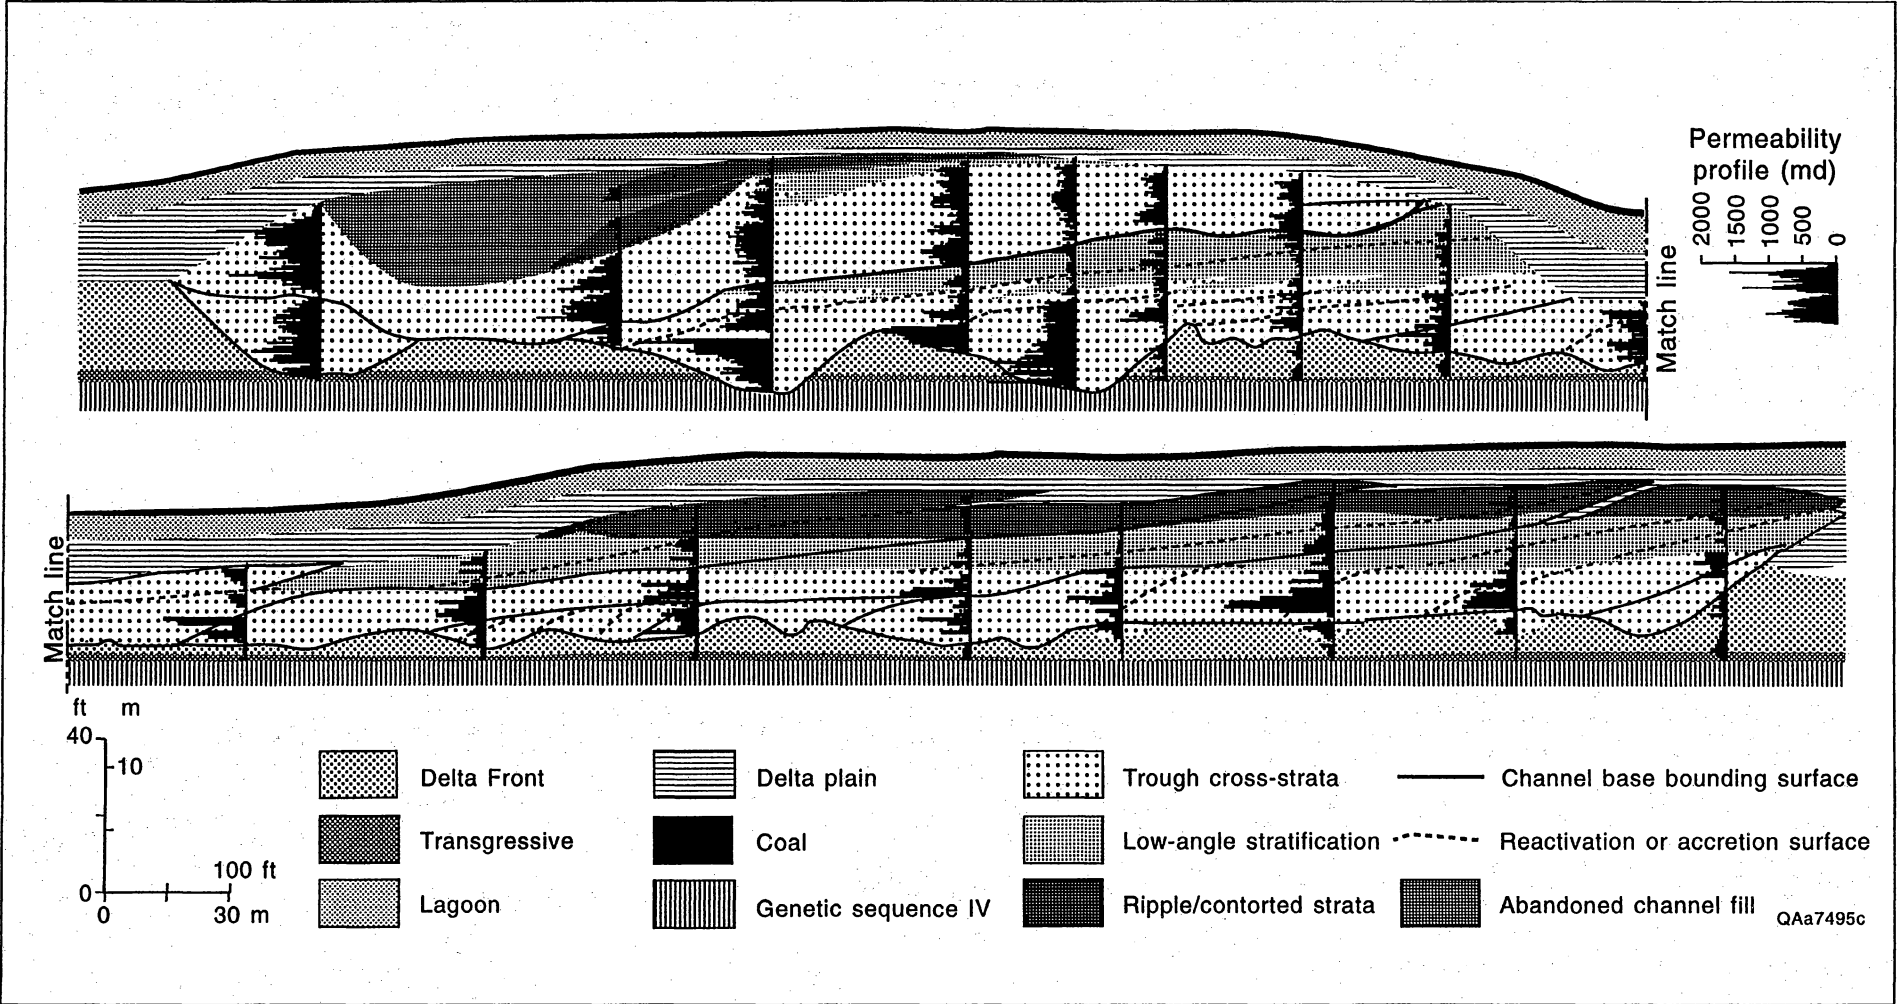 Permeability
profile (md)
2000
1500
1000
500
0
Match line
Match line
ft m
40
10
0
100 ft
0 30 m
Delta Front
Transgressive
Lagoon
Delta plain
Coal
Genetic sequence IV
Trough cross-strata
Low-angle stratification
Ripple/contorted strata
Channel base bounding surface
Reactivation or accretion surface
Abandoned channel fill
QAa7495c